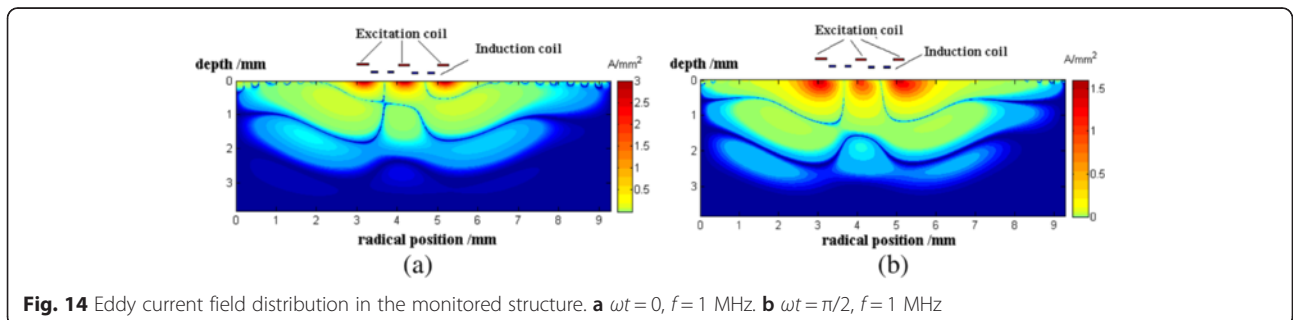 Excitation coil
Induction coil
depth /mm
A/mm²
0
1
2
3
3
2.5
2
1.5
1
0.5
0 1 2 3 4 5 6 7 8 9
radical position /mm
(a)
Excitation coil
Induction coil
depth /mm
A/mm²
0
1
2
3
1.5
1
0.5
0
0 1 2 3 4 5 6 7 8 9
radical position /mm
(b)
Fig. 14 Eddy current field distribution in the monitored structure. a ωt = 0, f = 1 MHz. b ωt = π/2, f = 1 MHz